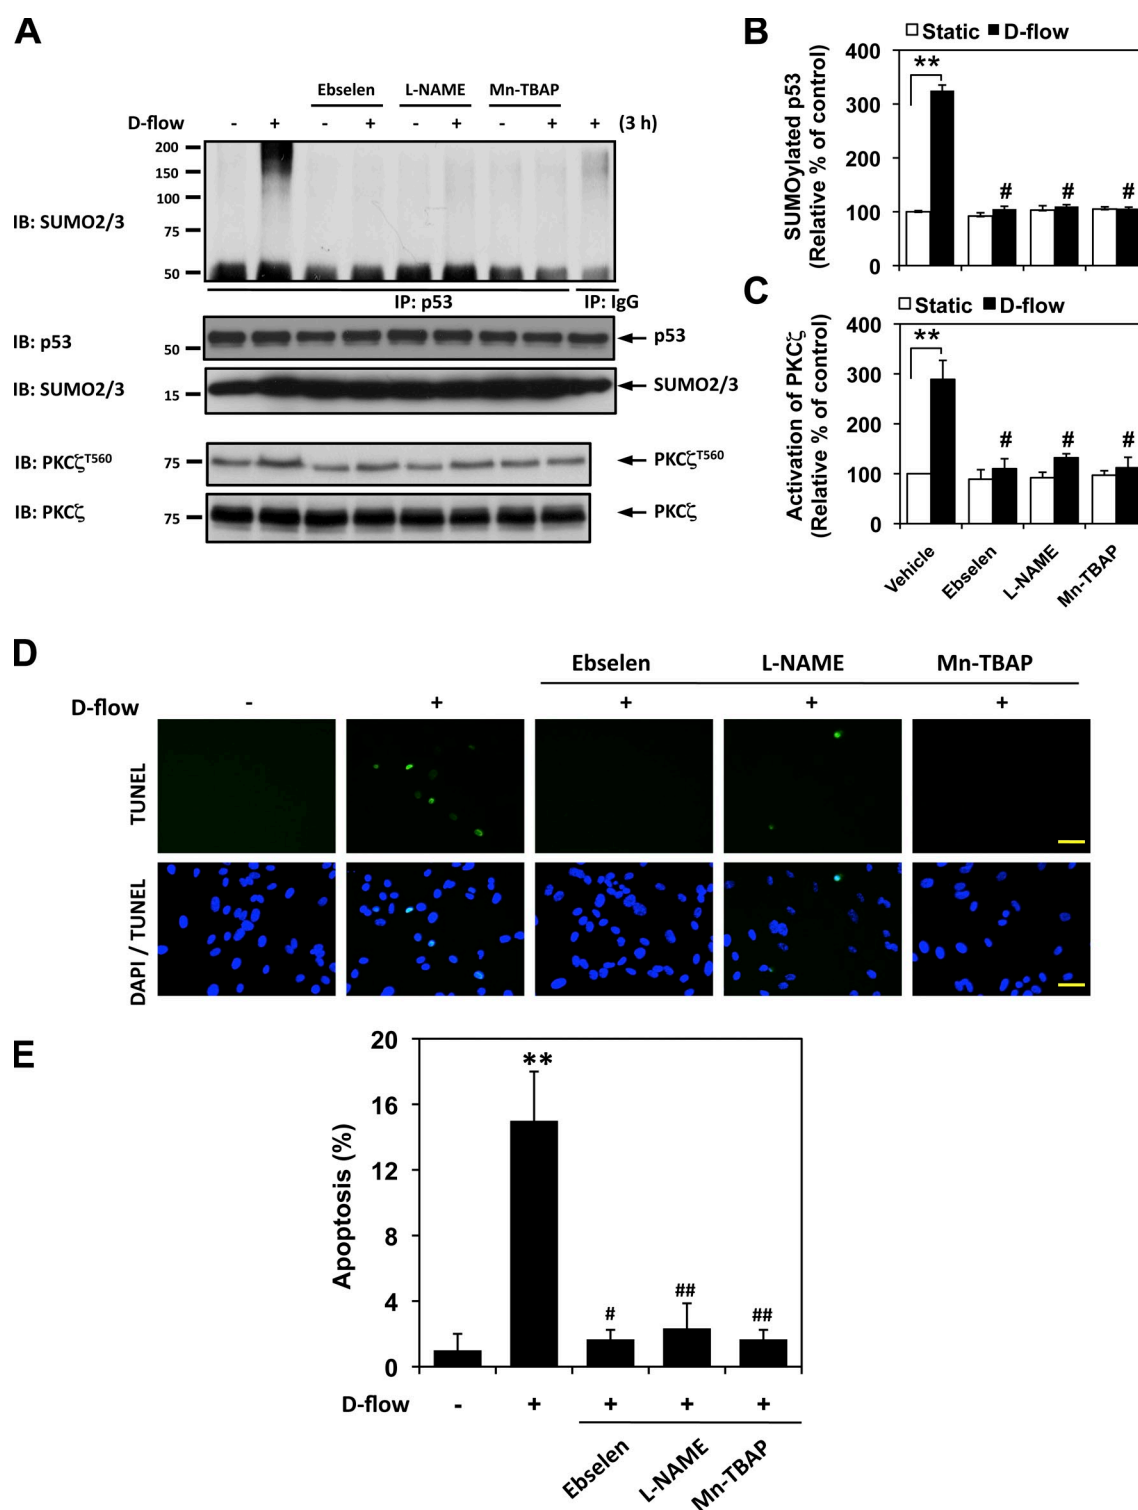 A
Ebselen L-NAME Mn-TBAP
D-flow - + - + - + - + + (3 h)
200
150
100
75
50
IB: SUMO2/3
IP: p53 IP: IgG
IB: p53 50 p53
IB: SUMO2/3 15 SUMO2/3
IB: PKCζT560 75 PKCζT560
IB: PKCζ 75 PKCζ
B
Static D-flow
SUMOylated p53
(Relative % of control)
400
300
200
100
0
**
# # #
C
Static D-flow
Activation of PKCζ
(Relative % of control)
400
300
200
100
0
**
# # #
Vehicle
Ebselen
L-NAME
Mn-TBAP
D
Ebselen L-NAME Mn-TBAP
D-flow - + + + +
TUNEL
DAPI / TUNEL
E
Apoptosis (%)
20
16
12
8
4
0
**
# ## ##
D-flow - + + + +
Ebselen
L-NAME
Mn-TBAP